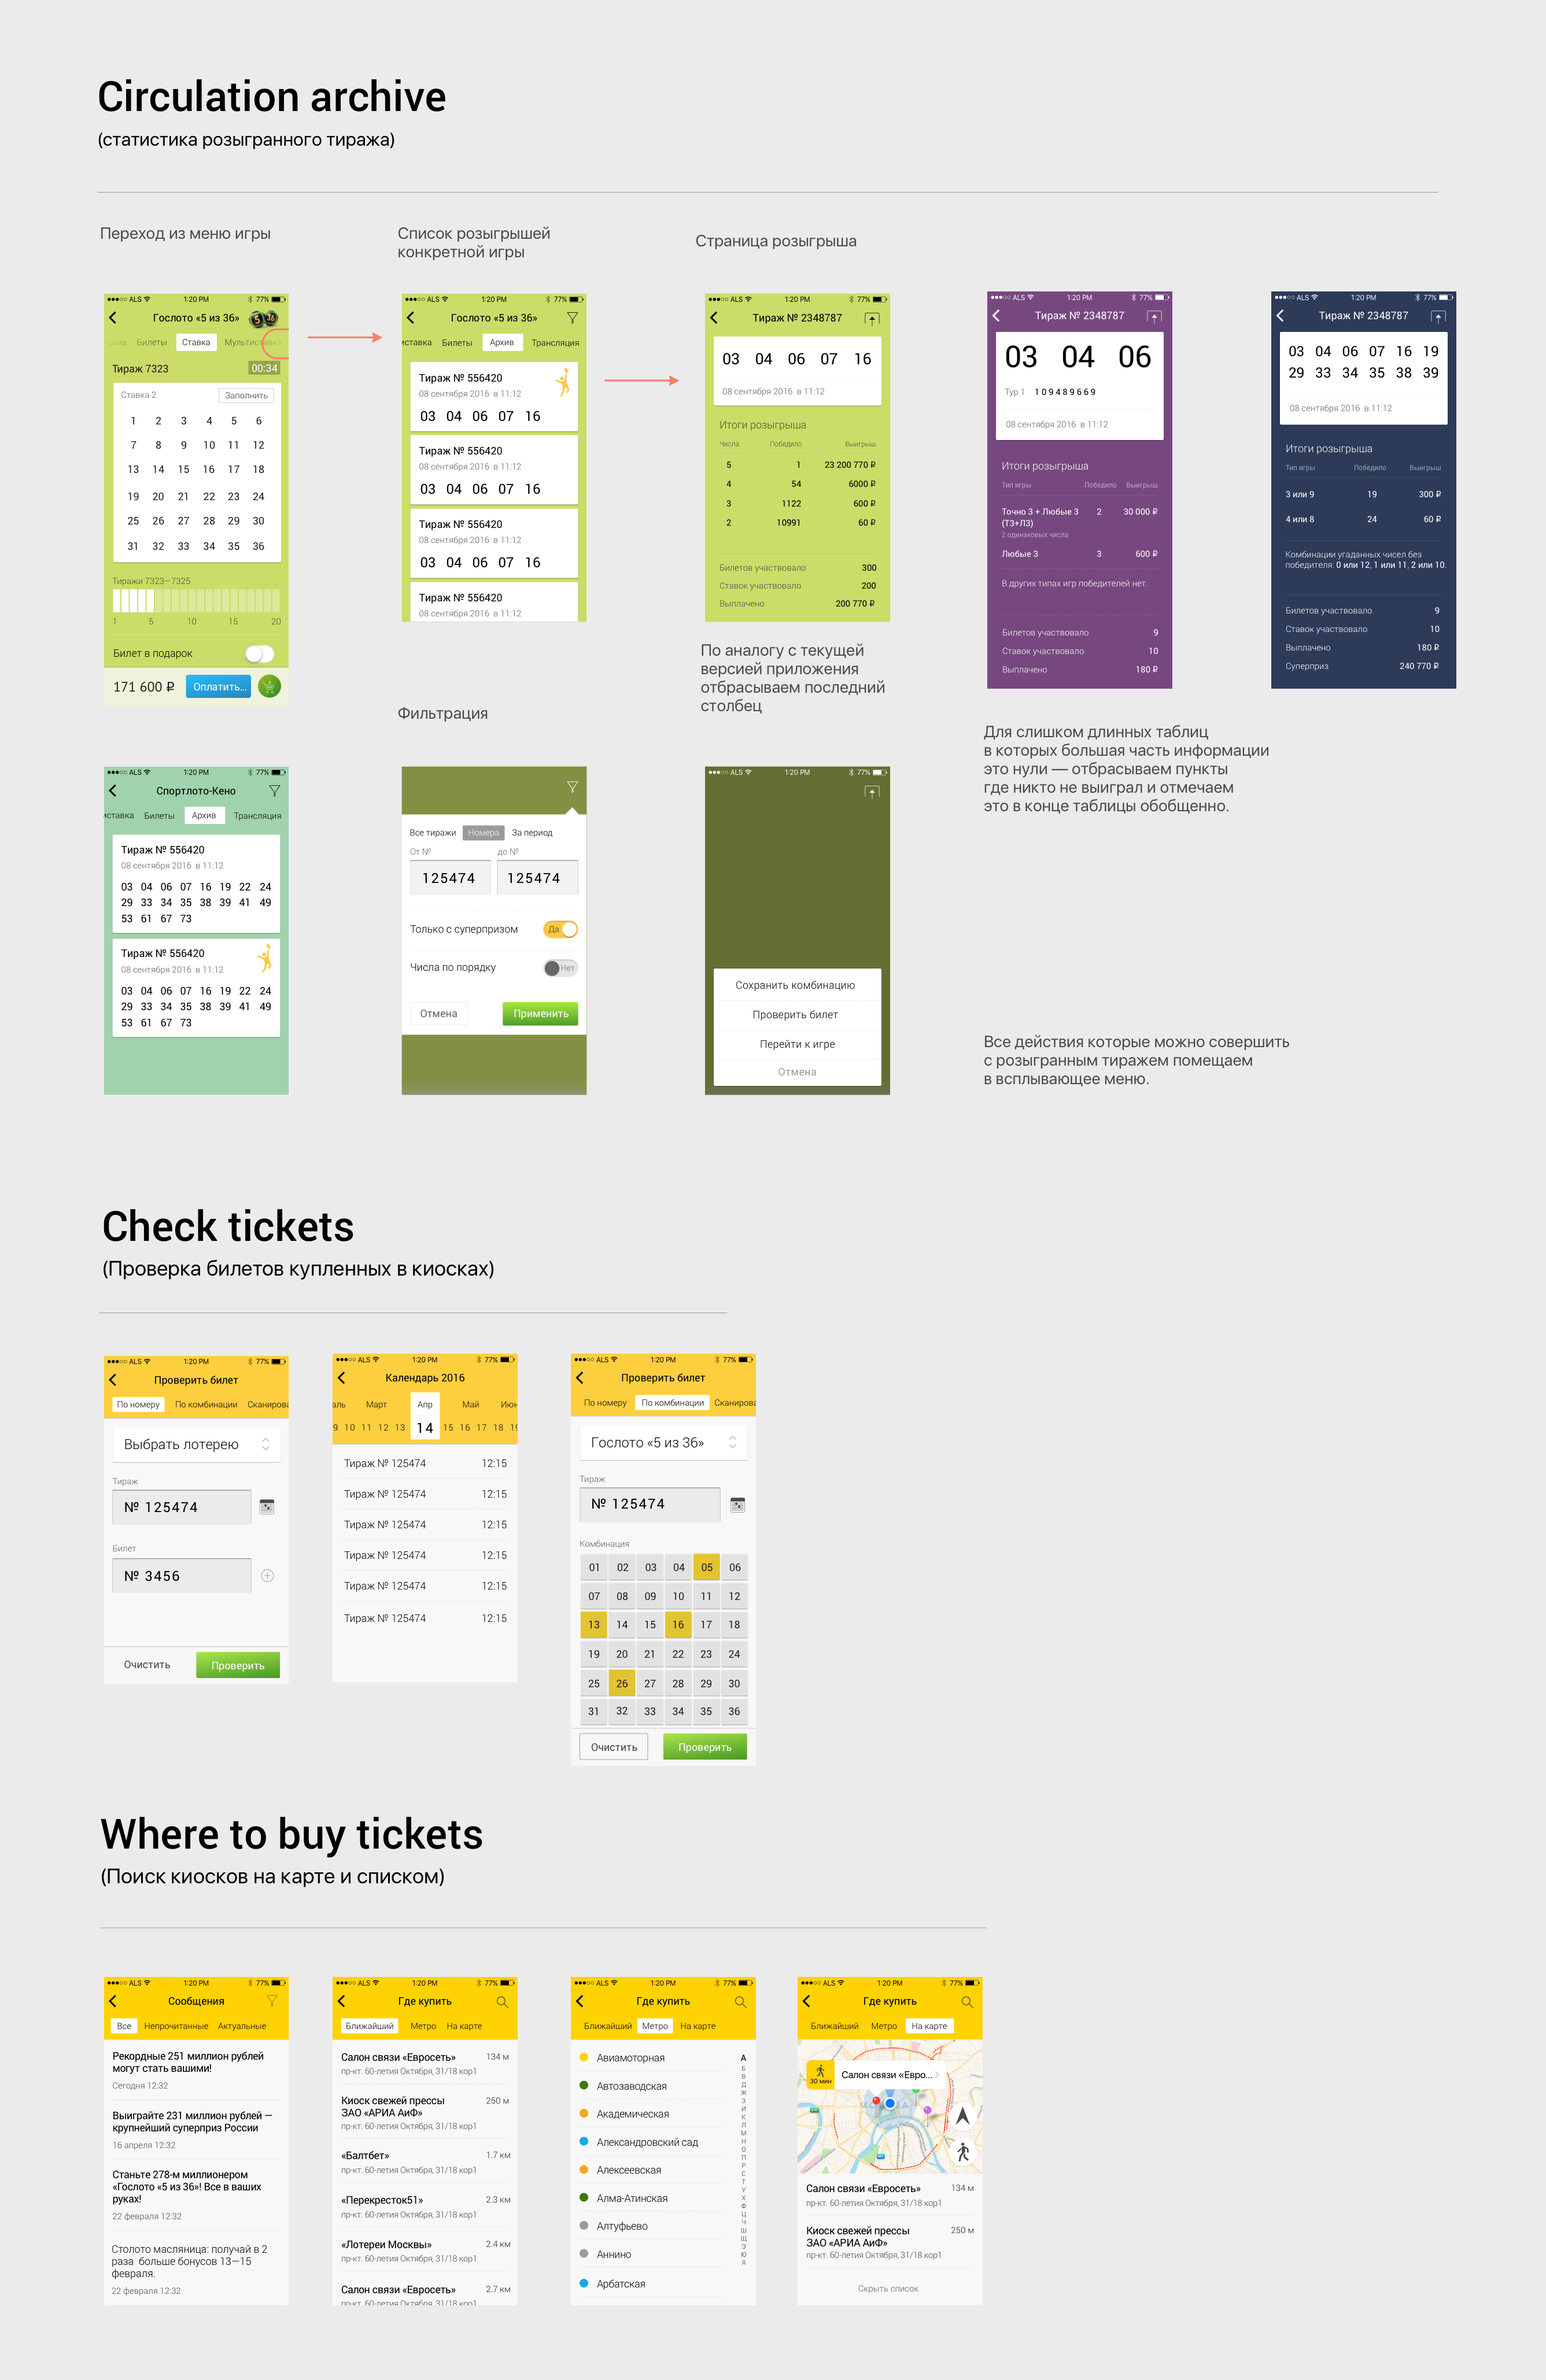 Circulation archive
(статистика розыгранного тиража)
Переход из меню игры
Список розыгрышей
конкретной игры
Страница розыгрыша
ALS 1:20 PM 77%
Гослото «5 из 36»
Билеты Ставка Мультиставка
Тираж 7323 00:34
Ставка 2 Заполнить
1 2 3 4 5 6
7 8 9 10 11 12
13 14 15 16 17 18
19 20 21 22 23 24
25 26 27 28 29 30
31 32 33 34 35 36
Тиражи 7323—7325
1 5 10 15 20
Билет в подарок
171 600 ₽ Оплатить...
ALS 1:20 PM 77%
Гослото «5 из 36»
иставка Билеты Архив Трансляция
Тираж № 556420
08 сентября 2016 в 11:12
03 04 06 07 16
Тираж № 556420
08 сентября 2016 в 11:12
03 04 06 07 16
Тираж № 556420
08 сентября 2016 в 11:12
03 04 06 07 16
Тираж № 556420
08 сентября 2016 в 11:12
ALS 1:20 PM 77%
Тираж № 2348787
03 04 06 07 16
08 сентября 2016 в 11:12
Итоги розыгрыша
Числа Победило Выигрыш
5 1 23 200 770 ₽
4 54 6000 ₽
3 1122 600 ₽
2 10991 60 ₽
Билетов участвовало 300
Ставок участвовало 200
Выплачено 200 770 ₽
По аналогу с текущей
версией приложения
отбрасываем последний
столбец
ALS 1:20 PM 77%
Тираж № 2348787
03 04 06
Тур 1 109489669
08 сентября 2016 в 11:12
Итоги розыгрыша
Тип игры Победило Выигрыш
Точно 3 + Любые 3 2 30 000 ₽
(Т3+Л3)
2 одинаковых числа
Любые 3 3 600 ₽
В других типах игр победителей нет.
Билетов участвовало 9
Ставок участвовало 10
Выплачено 180 ₽
ALS 1:20 PM 77%
Тираж № 2348787
03 04 06 07 16 19
29 33 34 35 38 39
08 сентября 2016 в 11:12
Итоги розыгрыша
Тип игры Победило Выигрыш
3 или 9 19 300 ₽
4 или 8 24 60 ₽
Комбинации угаданных чисел без
победителя: 0 или 12, 1 или 11, 2 или 10.
Билетов участвовало 9
Ставок участвовало 10
Выплачено 180 ₽
Суперприз 240 770 ₽
Для слишком длинных таблиц
в которых большая часть информации
это нули — отбрасываем пункты
где никто не выиграл и отмечаем
это в конце таблицы обобщенно.
Фильтрация
ALS 1:20 PM 77%
Спортлото-Кено
иставка Билеты Архив Трансляция
Тираж № 556420
08 сентября 2016 в 11:12
03 04 06 07 16 19 22 24
29 33 34 35 38 39 41 49
53 61 67 73
Тираж № 556420
08 сентября 2016 в 11:12
03 04 06 07 16 19 22 24
29 33 34 35 38 39 41 49
53 61 67 73
Все тиражи Номера За период
От № до №
125474 125474
Только с суперпризом Да
Числа по порядку Нет
Отмена Применить
ALS 1:20 PM 77%
Сохранить комбинацию
Проверить билет
Перейти к игре
Отмена
Все действия которые можно совершить
с розыгранным тиражем помещаем
в всплывающее меню.
Check tickets
(Проверка билетов купленных в киосках)
ALS 1:20 PM 77%
Проверить билет
По номеру По комбинации Сканирова
Выбрать лотерею
Тираж
№ 125474
Билет
№ 3456
Очистить Проверить
ALS 1:20 PM 77%
Календарь 2016
аль Март Апр Май Июн
9 10 11 12 13 14 15 16 17 18 19
Тираж № 125474 12:15
Тираж № 125474 12:15
Тираж № 125474 12:15
Тираж № 125474 12:15
Тираж № 125474 12:15
Тираж № 125474 12:15
ALS 1:20 PM 77%
Проверить билет
По номеру По комбинации Сканирова
Гослото «5 из 36»
Тираж
№ 125474
Комбинация
01 02 03 04 05 06
07 08 09 10 11 12
13 14 15 16 17 18
19 20 21 22 23 24
25 26 27 28 29 30
31 32 33 34 35 36
Очистить Проверить
Where to buy tickets
(Поиск киосков на карте и списком)
ALS 1:20 PM 77%
Сообщения
Все Непрочитанные Актуальные
Рекордные 251 миллион рублей
могут стать вашими!
Сегодня 12:32
Выиграйте 231 миллион рублей —
крупнейший суперприз России
16 апреля 12:32
Станьте 278-м миллионером
«Гослото «5 из 36»! Все в ваших
руках!
22 февраля 12:32
Столото масляница: получай в 2
раза больше бонусов 13—15
февраля.
22 февраля 12:32
ALS 1:20 PM 77%
Где купить
Ближайший Метро На карте
Салон связи «Евросеть» 134 м
пр-кт. 60-летия Октября, 31/18 кор1
Киоск свежей прессы 250 м
ЗАО «АРИА АиФ»
пр-кт. 60-летия Октября, 31/18 кор1
«Балтбет» 1.7 км
пр-кт. 60-летия Октября, 31/18 кор1
«Перекресток51» 2.3 км
пр-кт. 60-летия Октября, 31/18 кор1
«Лотереи Москвы» 2.4 км
пр-кт. 60-летия Октября, 31/18 кор1
Салон связи «Евросеть» 2.7 км
пр-кт. 60-летия Октября, 31/18 кор1
ALS 1:20 PM 77%
Где купить
Ближайший Метро На карте
Авиамоторная
Автозаводская
Академическая
Александровский сад
Алексеевская
Алма-Атинская
Алтуфьево
Аннино
Арбатская
А
Б
В
Д
Ж
З
И
К
Л
М
Н
О
П
Р
С
Т
У
Х
Ф
Ц
Ч
Ш
Щ
Э
Ю
Я
ALS 1:20 PM 77%
Где купить
Ближайший Метро На карте
30 мин Салон связи «Евро...
Салон связи «Евросеть» 134 м
пр-кт. 60-летия Октября, 31/18 кор1
Киоск свежей прессы 250 м
ЗАО «АРИА АиФ»
пр-кт. 60-летия Октября, 31/18 кор1
Скрыть список